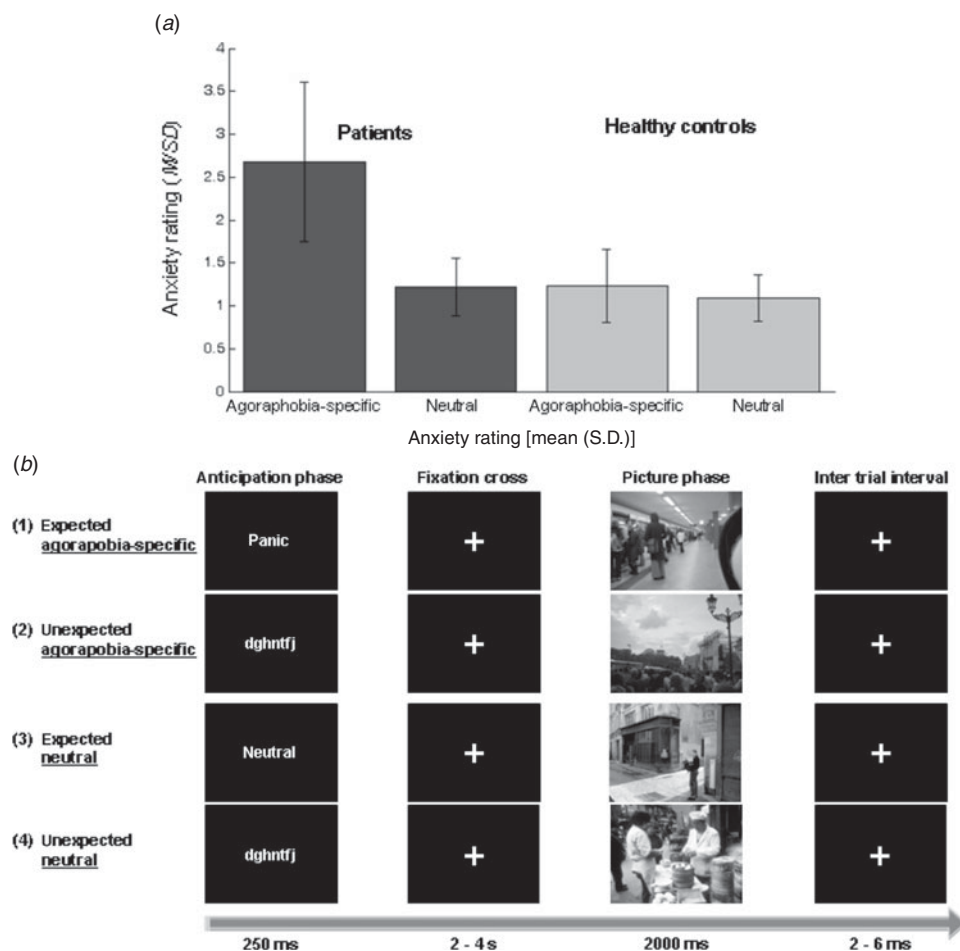 (a)
4
3.5
3
2.5
2
1.5
1
0.5
0
Anxiety rating (M/SD)
Patients
Healthy controls
Agoraphobia-specific Neutral Agoraphobia-specific Neutral
Anxiety rating [mean (S.D.)]
(b)
Anticipation phase Fixation cross Picture phase Inter trial interval
(1) Expected
agorapobia-specific
Panic
(2) Unexpected
agorapobia-specific
dghntfj
(3) Expected
neutral
Neutral
(4) Unexpected
neutral
dghntfj
250 ms 2 - 4 s 2000 ms 2 - 6 ms